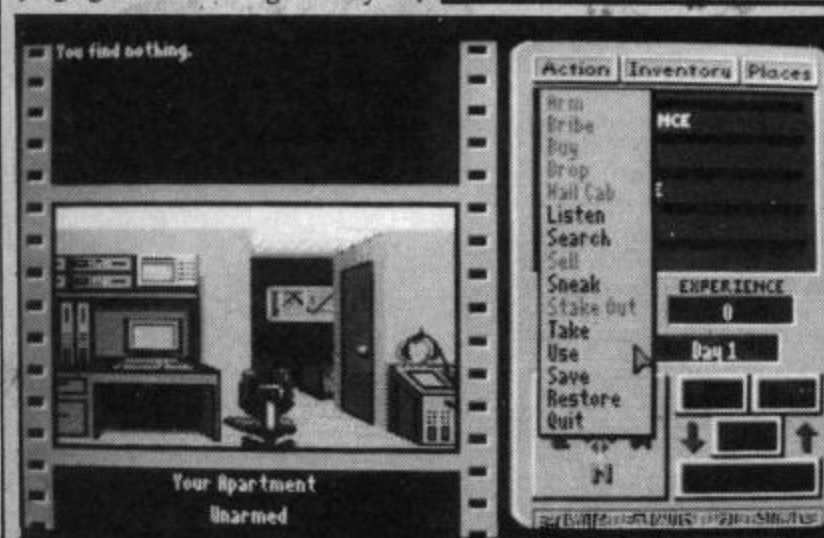 You find nothing.
Action Inventory Places
Arm
Bribe
Buy
Drop
Hail Cab
Listen
Search
Sell
Sneak
Stake Out
Take
Use
Save
Restore
Quit
NCE
E
EXPERIENCE
0
Day 1
N
Your Apartment
Unarmed